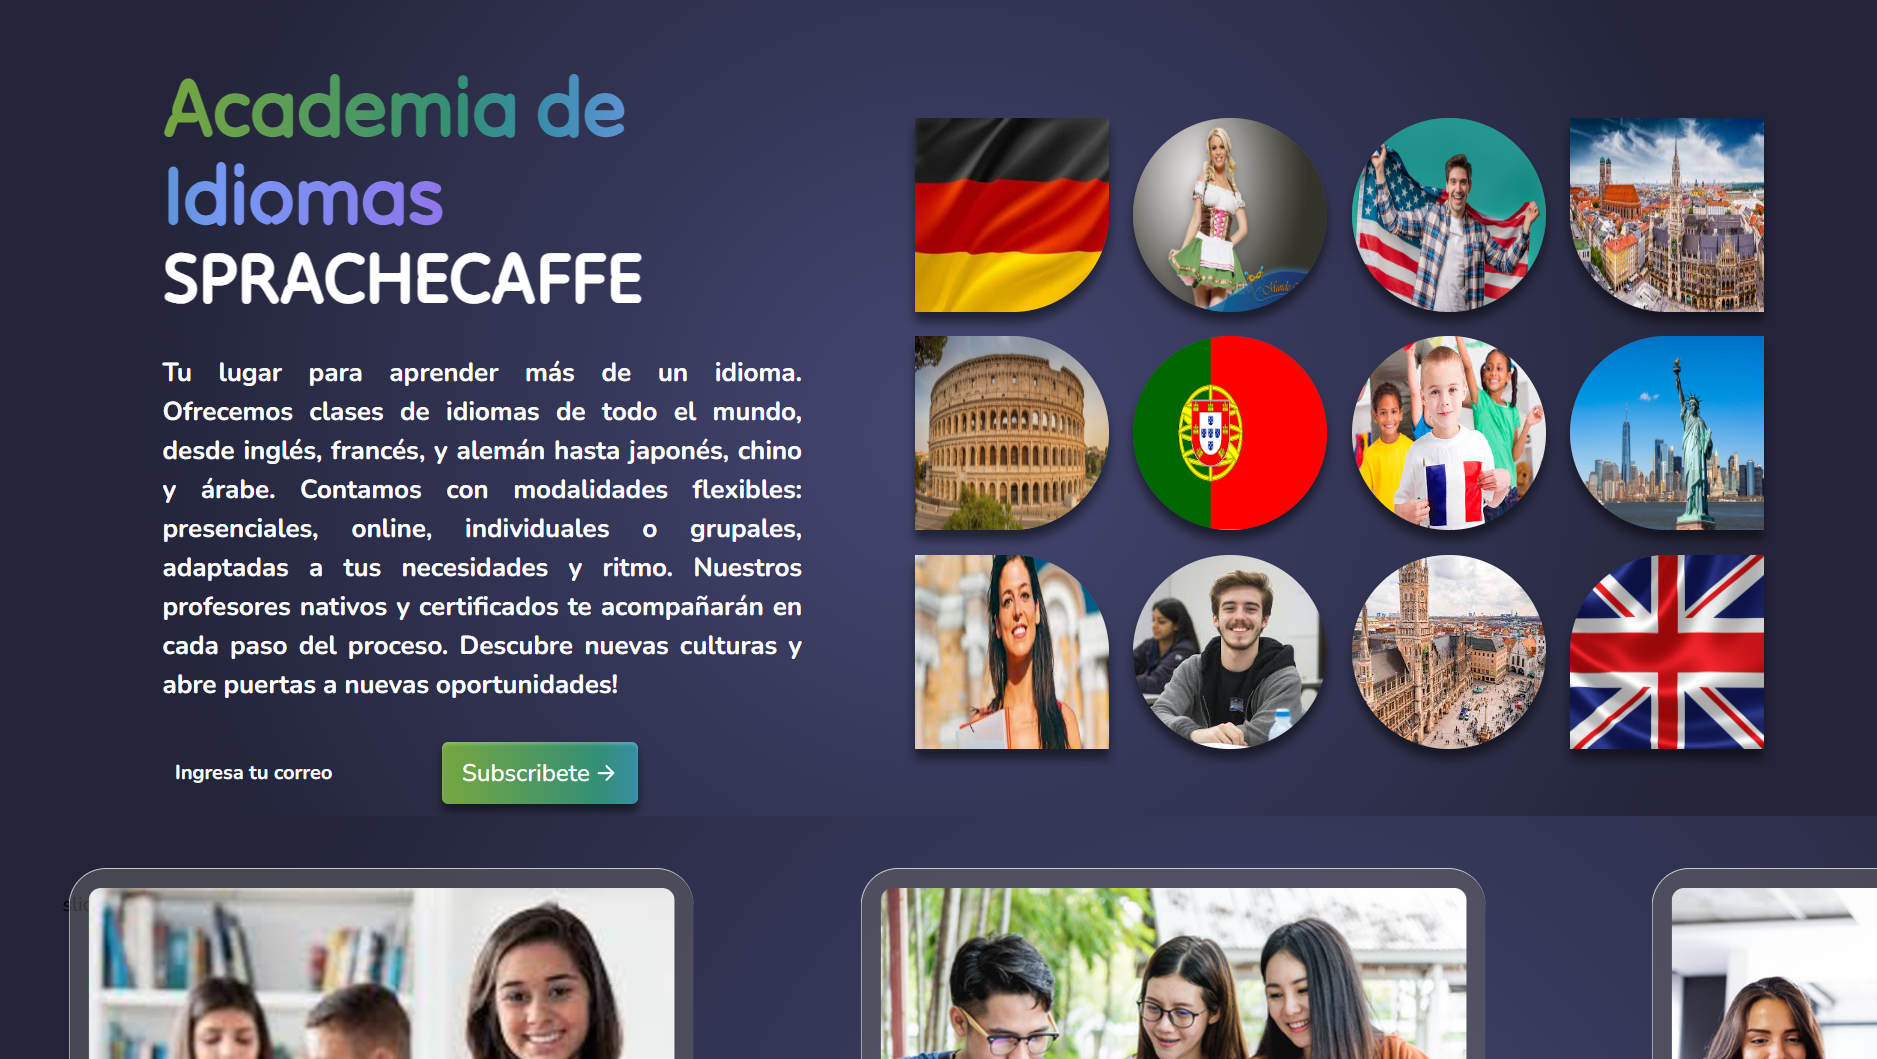 Academia de
Idiomas
SPRACHECAFFE
Tu lugar para aprender más de un idioma.
Ofrecemos clases de idiomas de todo el mundo,
desde inglés, francés, y alemán hasta japonés, chino
y árabe. Contamos con modalidades flexibles:
presenciales, online, individuales o grupales,
adaptadas a tus necesidades y ritmo. Nuestros
profesores nativos y certificados te acompañarán en
cada paso del proceso. Descubre nuevas culturas y
abre puertas a nuevas oportunidades!
Ingresa tu correo
Subscribete →